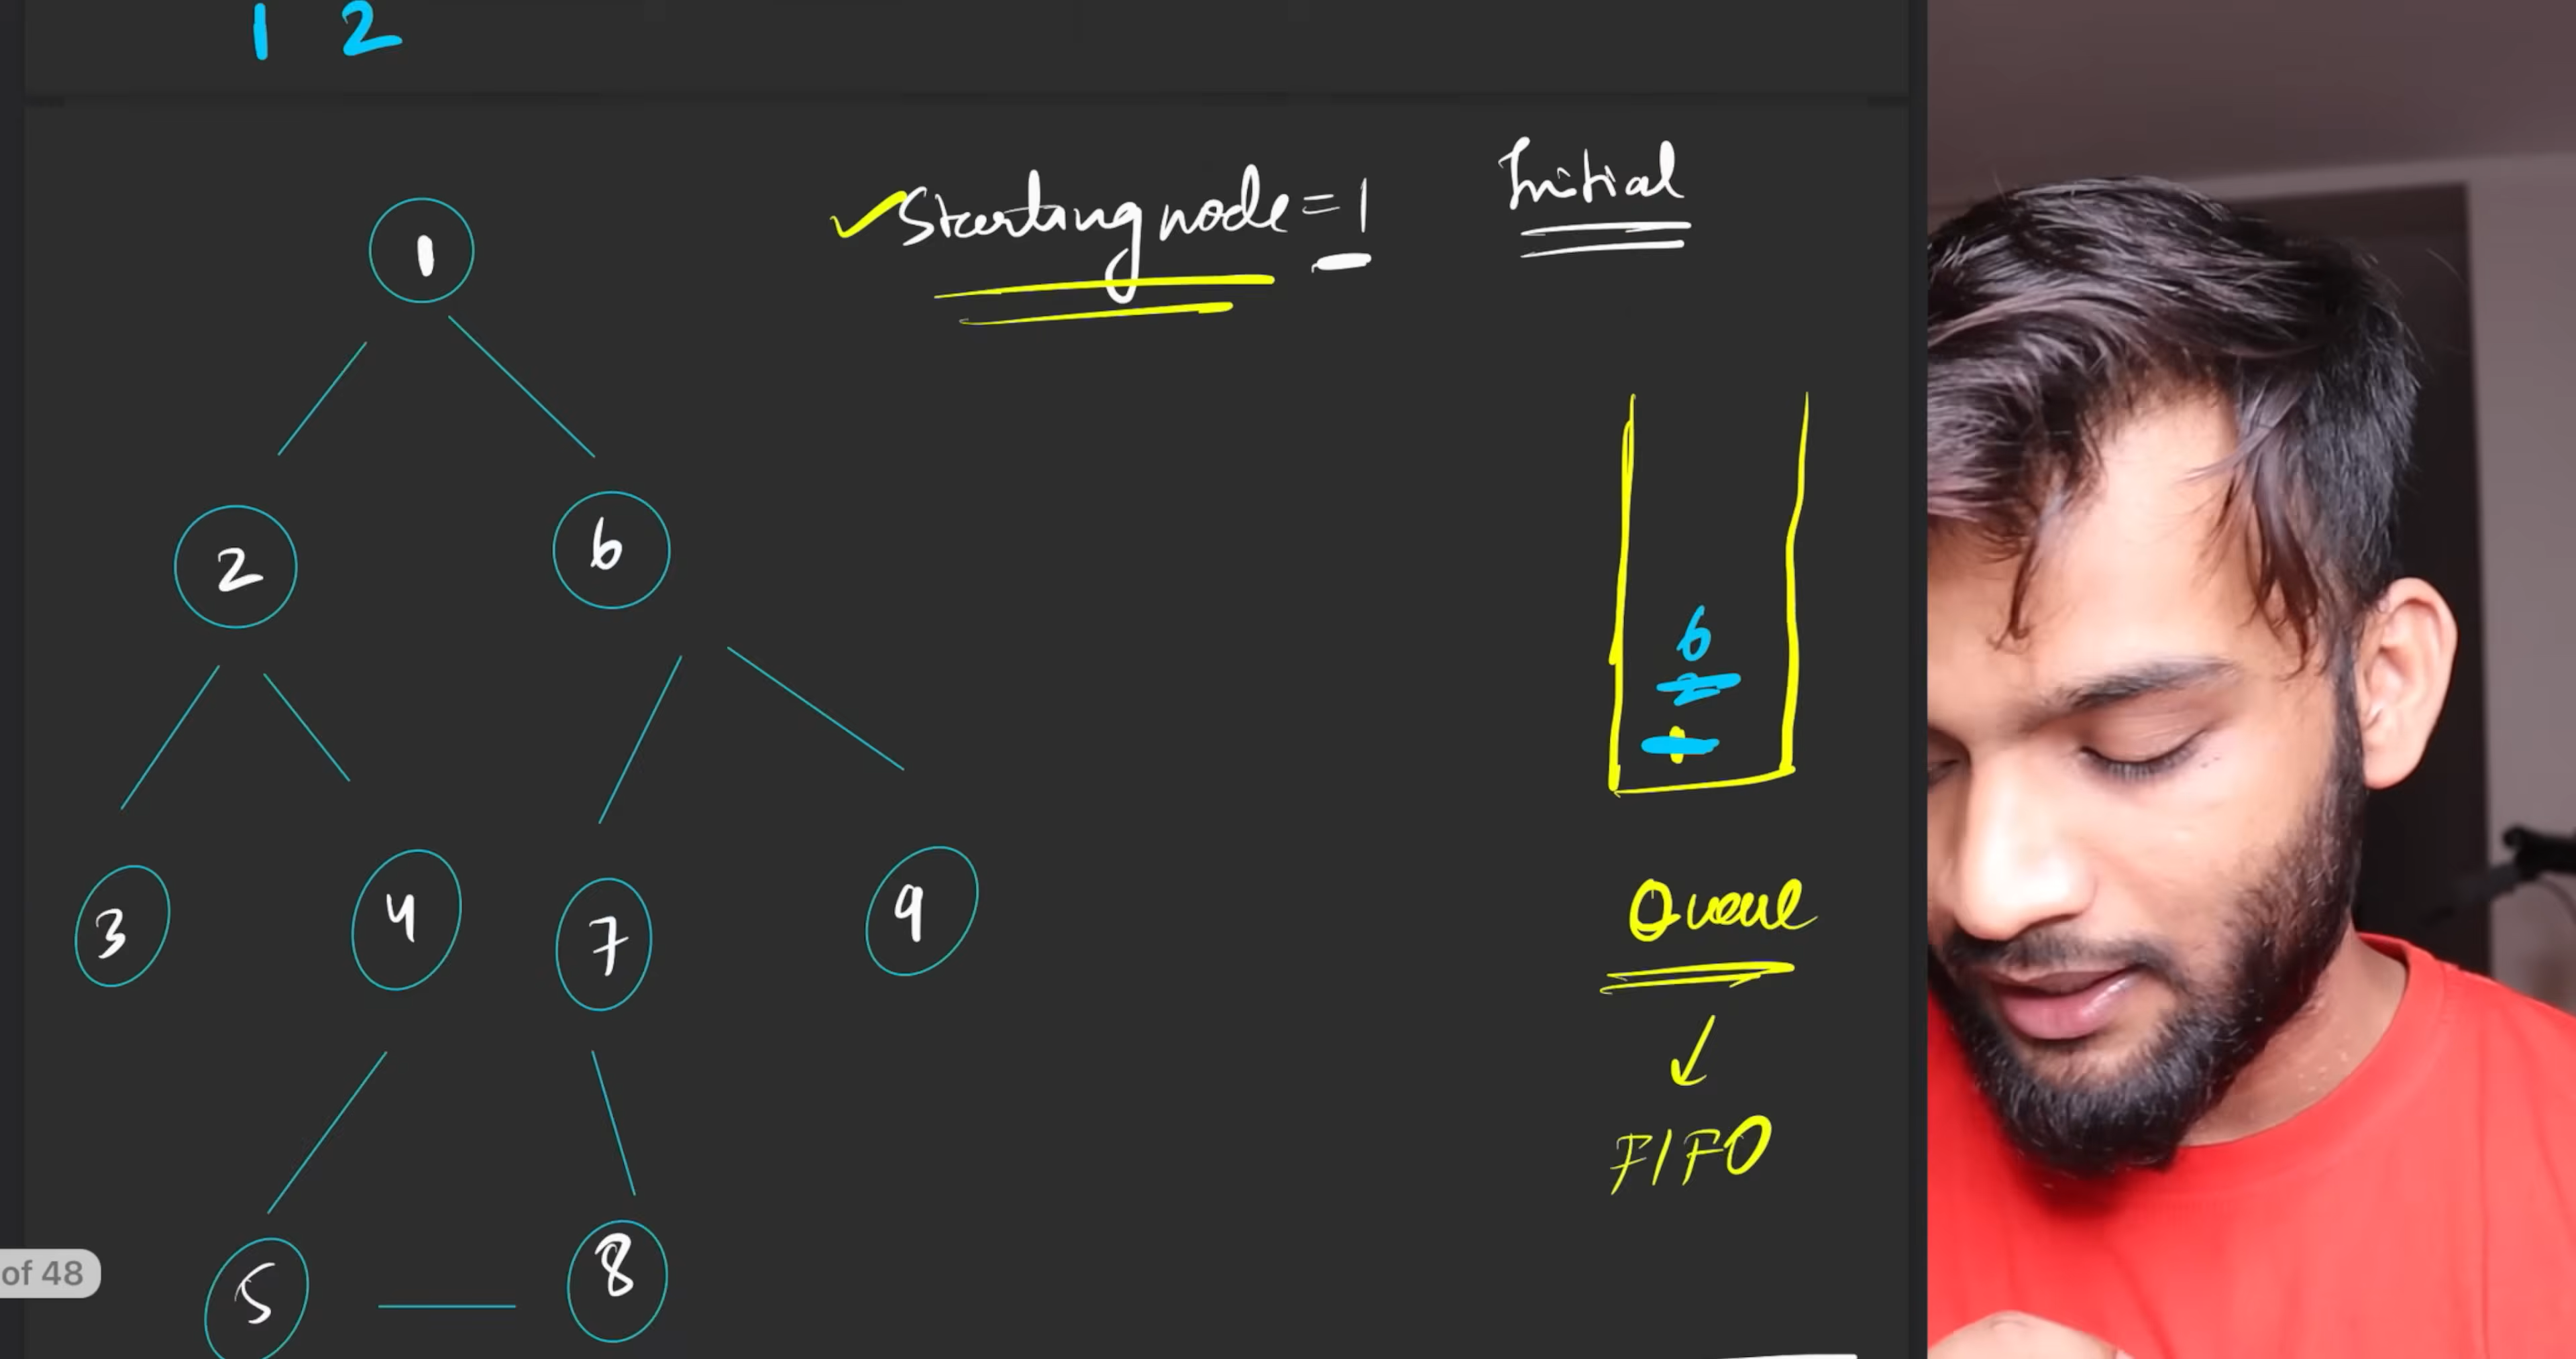 1 2
Starting node = 1
Initial
1
2
6
6
2
1
3
4
7
9
Queue
FIFO
5
8
of 48